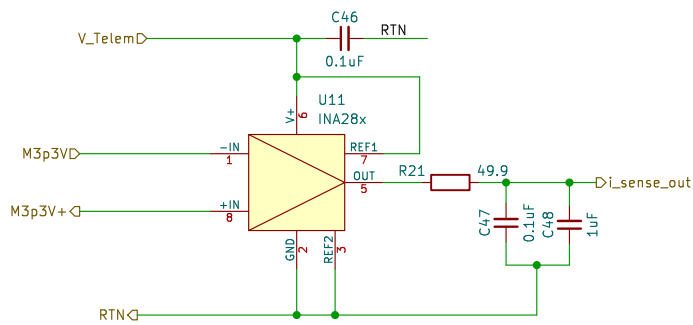 C46
V_Telem
RTN
0.1uF
U11
V+
6
INA28x
M3p3V
-IN
REF1
1
7
OUT
R21
49.9
5
i_sense_out
M3p3V+
+IN
8
C47
0.1uF
C48
1uF
GND
2
REF2
3
RTN